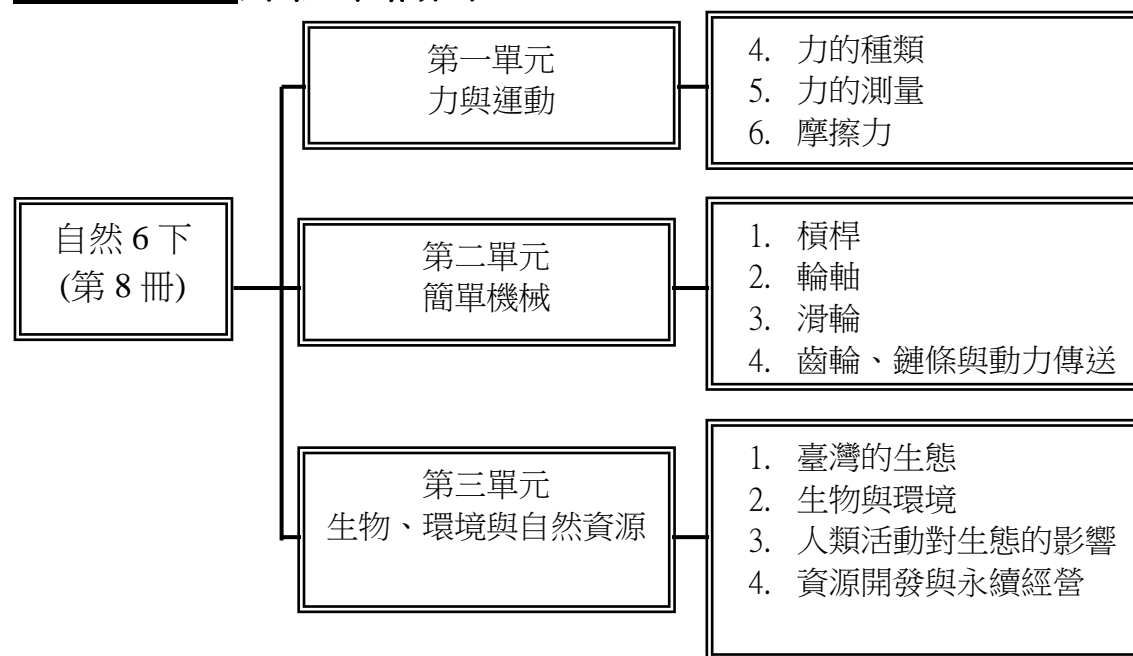 自然 6 下
(第 8 冊)
第一單元
力與運動
4. 力的種類
5. 力的測量
6. 摩擦力
第二單元
簡單機械
1. 槓桿
2. 輪軸
3. 滑輪
4. 齒輪、鏈條與動力傳送
第三單元
生物、環境與自然資源
1. 臺灣的生態
2. 生物與環境
3. 人類活動對生態的影響
4. 資源開發與永續經營